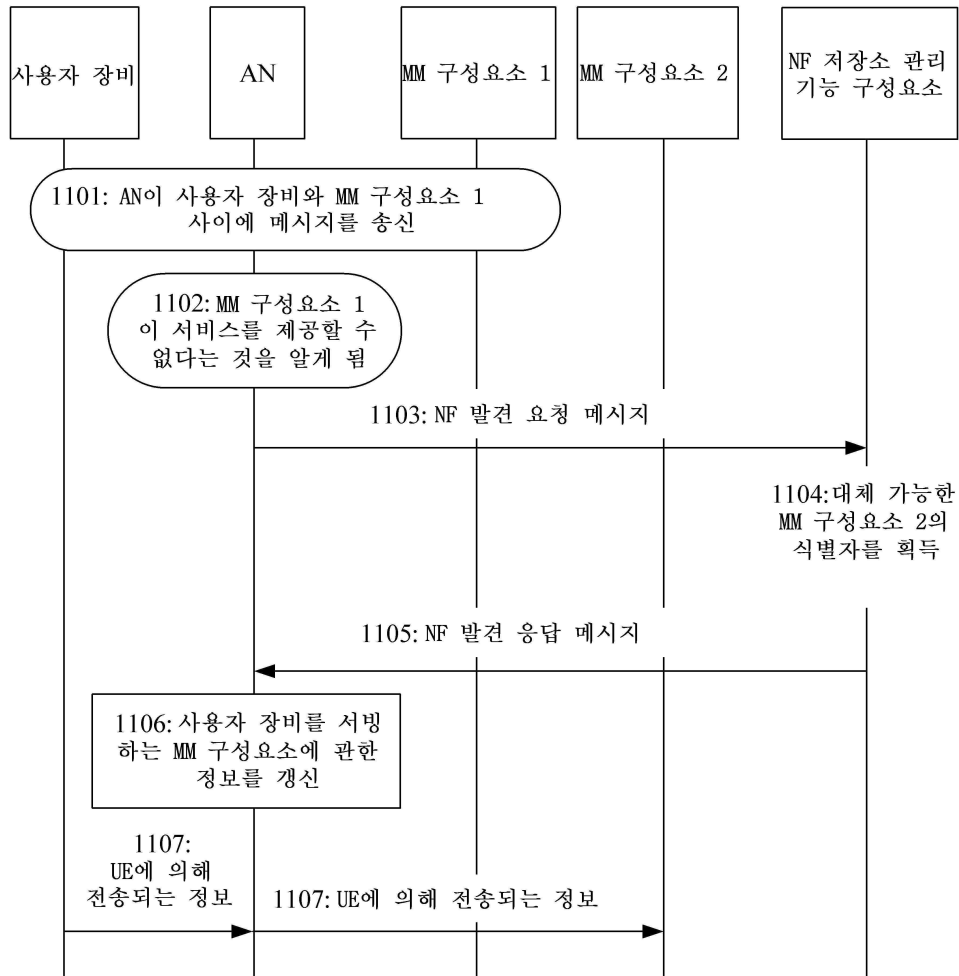 사용자 장비
AN
MM 구성요소 1
MM 구성요소 2
NF 저장소 관리
기능 구성요소
1101: AN이 사용자 장비와 MM 구성요소 1
사이에 메시지를 송신
1102: MM 구성요소 1
이 서비스를 제공할 수
없다는 것을 알게 됨
1103: NF 발견 요청 메시지
1104:대체 가능한
MM 구성요소 2의
식별자를 획득
1105: NF 발견 응답 메시지
1106: 사용자 장비를 서빙
하는 MM 구성요소에 관한
정보를 갱신
1107:
UE에 의해
전송되는 정보
1107: UE에 의해 전송되는 정보